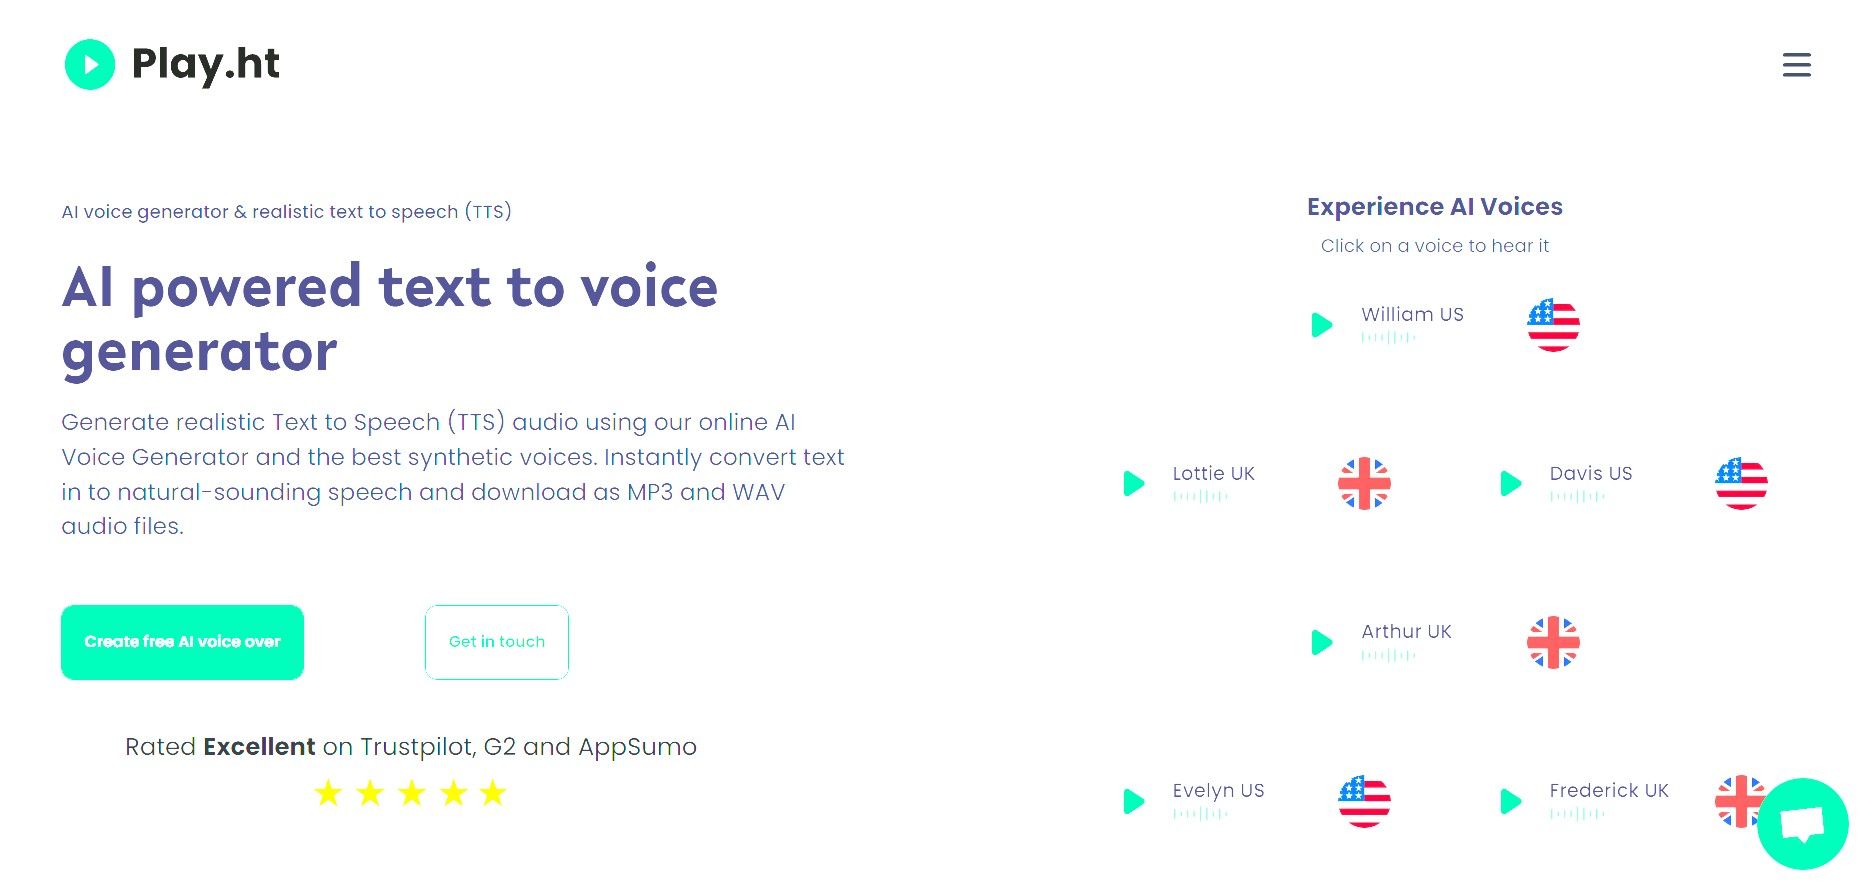 Play.ht
AI voice generator & realistic text to speech (TTS)
AI powered text to voice
generator
Generate realistic Text to Speech (TTS) audio using our online AI
Voice Generator and the best synthetic voices. Instantly convert text
in to natural-sounding speech and download as MP3 and WAV
audio files.
Create free AI voice over
Get in touch
Rated Excellent on Trustpilot, G2 and AppSumo
Experience AI Voices
Click on a voice to hear it
William US
Lottie UK
Davis US
Arthur UK
Evelyn US
Frederick UK